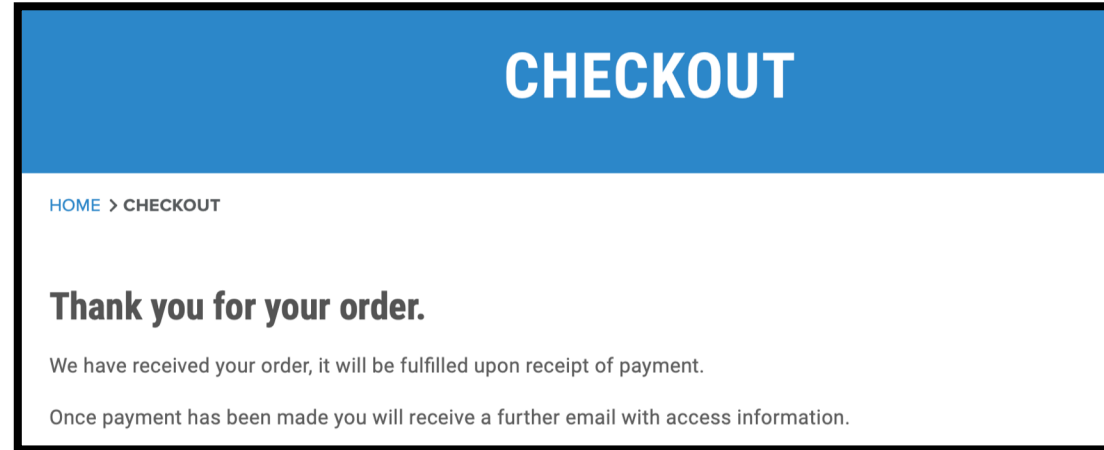 CHECKOUT
HOME > CHECKOUT
Thank you for your order.
We have received your order, it will be fulfilled upon receipt of payment.
Once payment has been made you will receive a further email with access information.